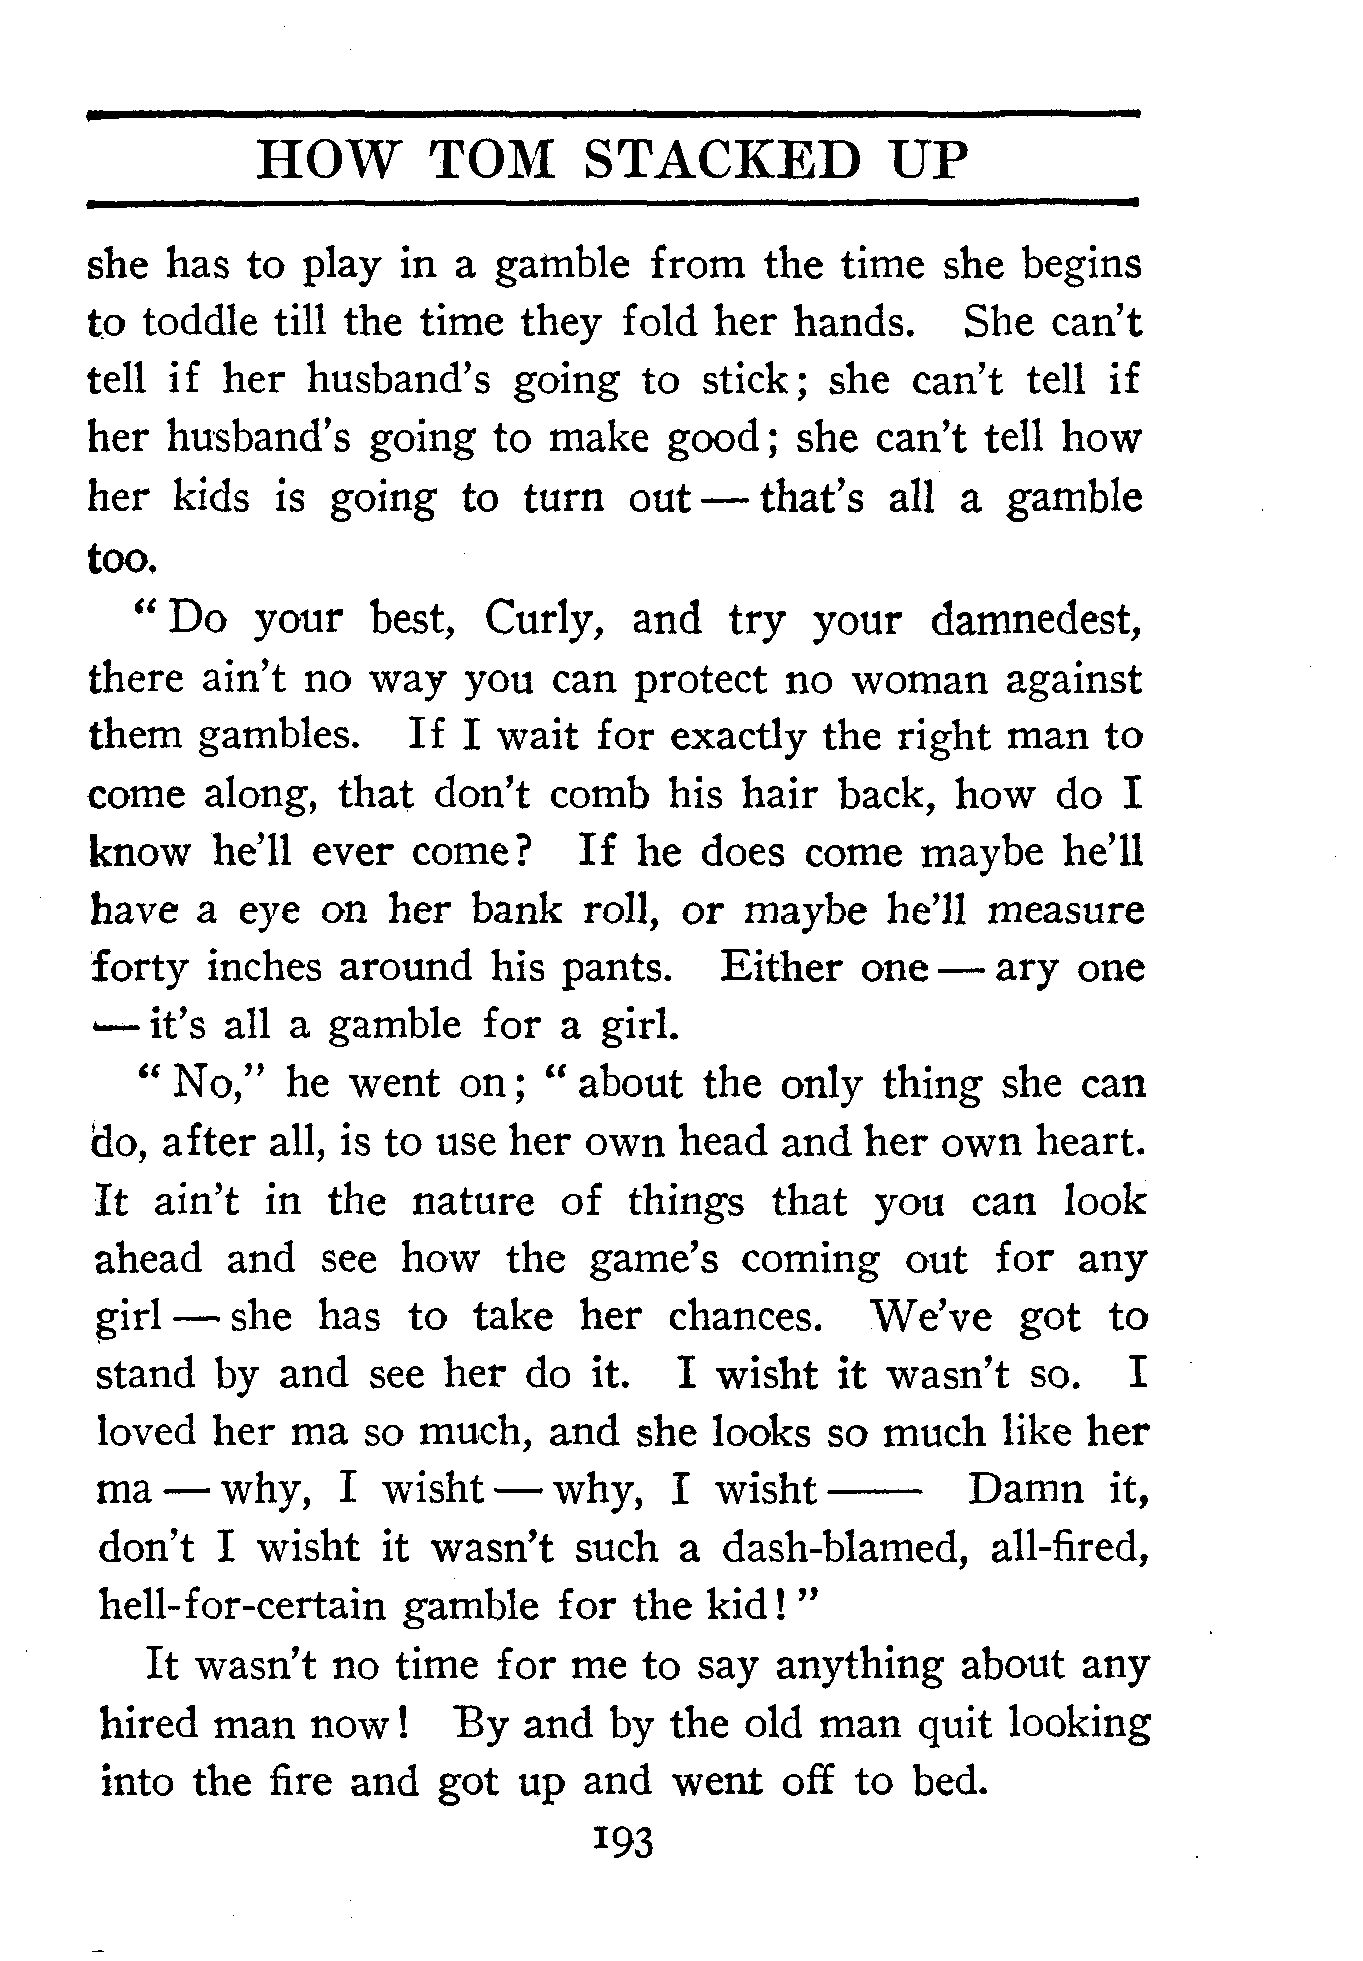 HOW TOM STACKED UP
she has to play in a gamble from the time she begins
to toddle till the time they fold her hands. She can't
tell if her husband's going to stick; she can't tell if
her husband's going to make good; she can't tell how
her kids is going to turn out — that's all a gamble
too.
“ Do your best, Curly, and try your damnedest,
there ain't no way you can protect no woman against
them gambles. If I wait for exactly the right man to
come along, that don't comb his hair back, how do I
know he'll ever come? If he does come maybe he'll
have a eye on her bank roll, or maybe he'll measure
forty inches around his pants. Either one — ary one
— it's all a gamble for a girl.
“ No,” he went on; “ about the only thing she can
do, after all, is to use her own head and her own heart.
It ain't in the nature of things that you can look
ahead and see how the game's coming out for any
girl — she has to take her chances. We've got to
stand by and see her do it. I wisht it wasn't so. I
loved her ma so much, and she looks so much like her
ma — why, I wisht — why, I wisht —— Damn it,
don't I wisht it wasn't such a dash-blamed, all-fired,
hell-for-certain gamble for the kid! ”
It wasn't no time for me to say anything about any
hired man now! By and by the old man quit looking
into the fire and got up and went off to bed.
193